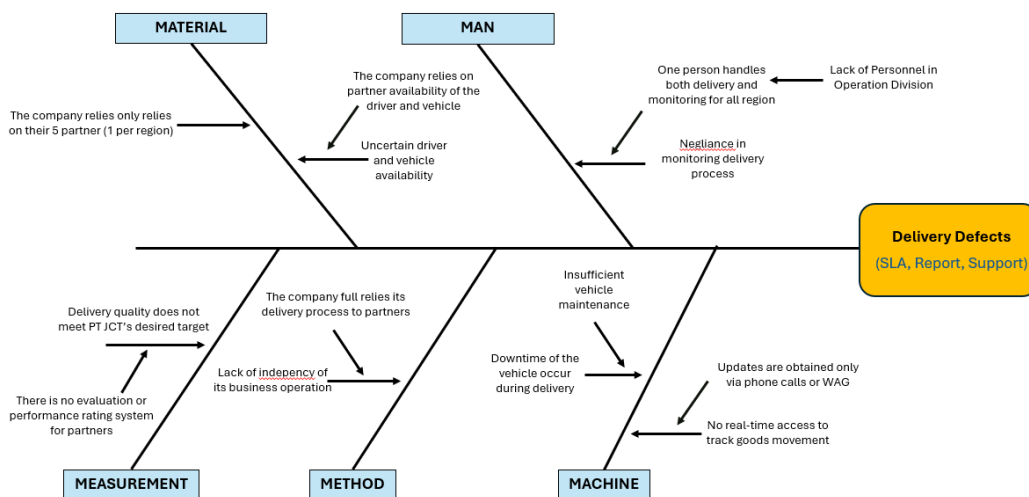 MATERIAL
MAN
The company relies on
partner availability of the
driver and vehicle
One person handles
both delivery and
monitoring for all region
Lack of Personnel in
Operation Division
The company relies only relies
on their 5 partner (1 per region)
Uncertain driver
and vehicle
availability
Negliance in
monitoring delivery
process
Delivery Defects
(SLA, Report, Support)
Insufficient
vehicle
maintenance
Delivery quality does not
meet PT JCT's desired target
The company full relies its
delivery process to partners
Downtime of the
vehicle occur
during delivery
Updates are obtained only
via phone calls or WAG
Lack of indepency of
its business operation
There is no evaluation or
performance rating system
for partners
No real-time access to
track goods movement
MEASUREMENT
METHOD
MACHINE